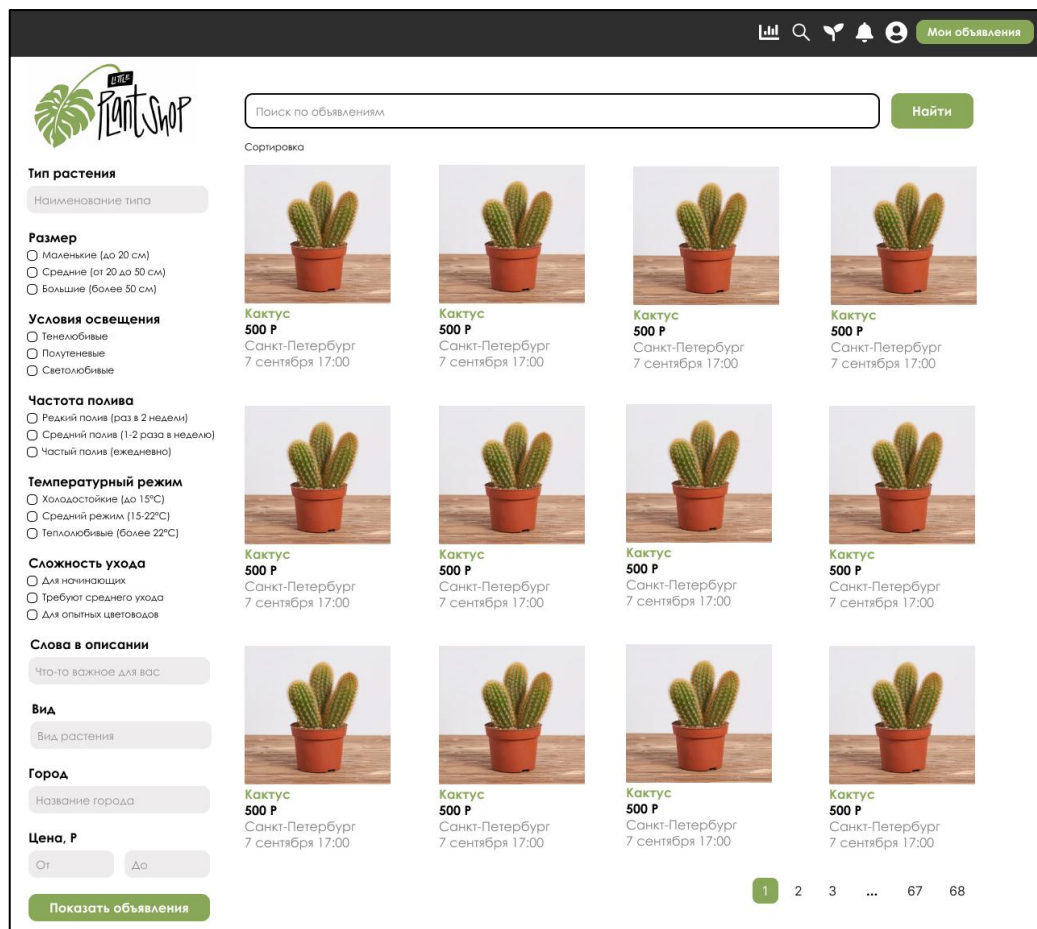 Мои объявления
LITTLE
Plant Shop
Поиск по объявлениям
Найти
Сортировка
Тип растения
Наименование типа
Размер
Маленькие (до 20 см)
Средние (от 20 до 50 см)
Большие (более 50 см)
Условия освещения
Тенелюбивые
Полутеневые
Светолюбивые
Частота полива
Редкий полив (раз в 2 недели)
Средний полив (1-2 раза в неделю)
Частый полив (ежедневно)
Температурный режим
Холодостойкие (до 15°C)
Средний режим (15-22°C)
Теплолюбивые (более 22°C)
Сложность ухода
Для начинающих
Требуют среднего ухода
Для опытных цветоводов
Слова в описании
Что-то важное для вас
Вид
Вид растения
Город
Название города
Цена, Р
От До
Показать объявления
Кактус
500 Р
Санкт-Петербург
7 сентября 17:00
Кактус
500 Р
Санкт-Петербург
7 сентября 17:00
Кактус
500 Р
Санкт-Петербург
7 сентября 17:00
Кактус
500 Р
Санкт-Петербург
7 сентября 17:00
Кактус
500 Р
Санкт-Петербург
7 сентября 17:00
Кактус
500 Р
Санкт-Петербург
7 сентября 17:00
Кактус
500 Р
Санкт-Петербург
7 сентября 17:00
Кактус
500 Р
Санкт-Петербург
7 сентября 17:00
Кактус
500 Р
Санкт-Петербург
7 сентября 17:00
Кактус
500 Р
Санкт-Петербург
7 сентября 17:00
Кактус
500 Р
Санкт-Петербург
7 сентября 17:00
Кактус
500 Р
Санкт-Петербург
7 сентября 17:00
1 2 3 ... 67 68